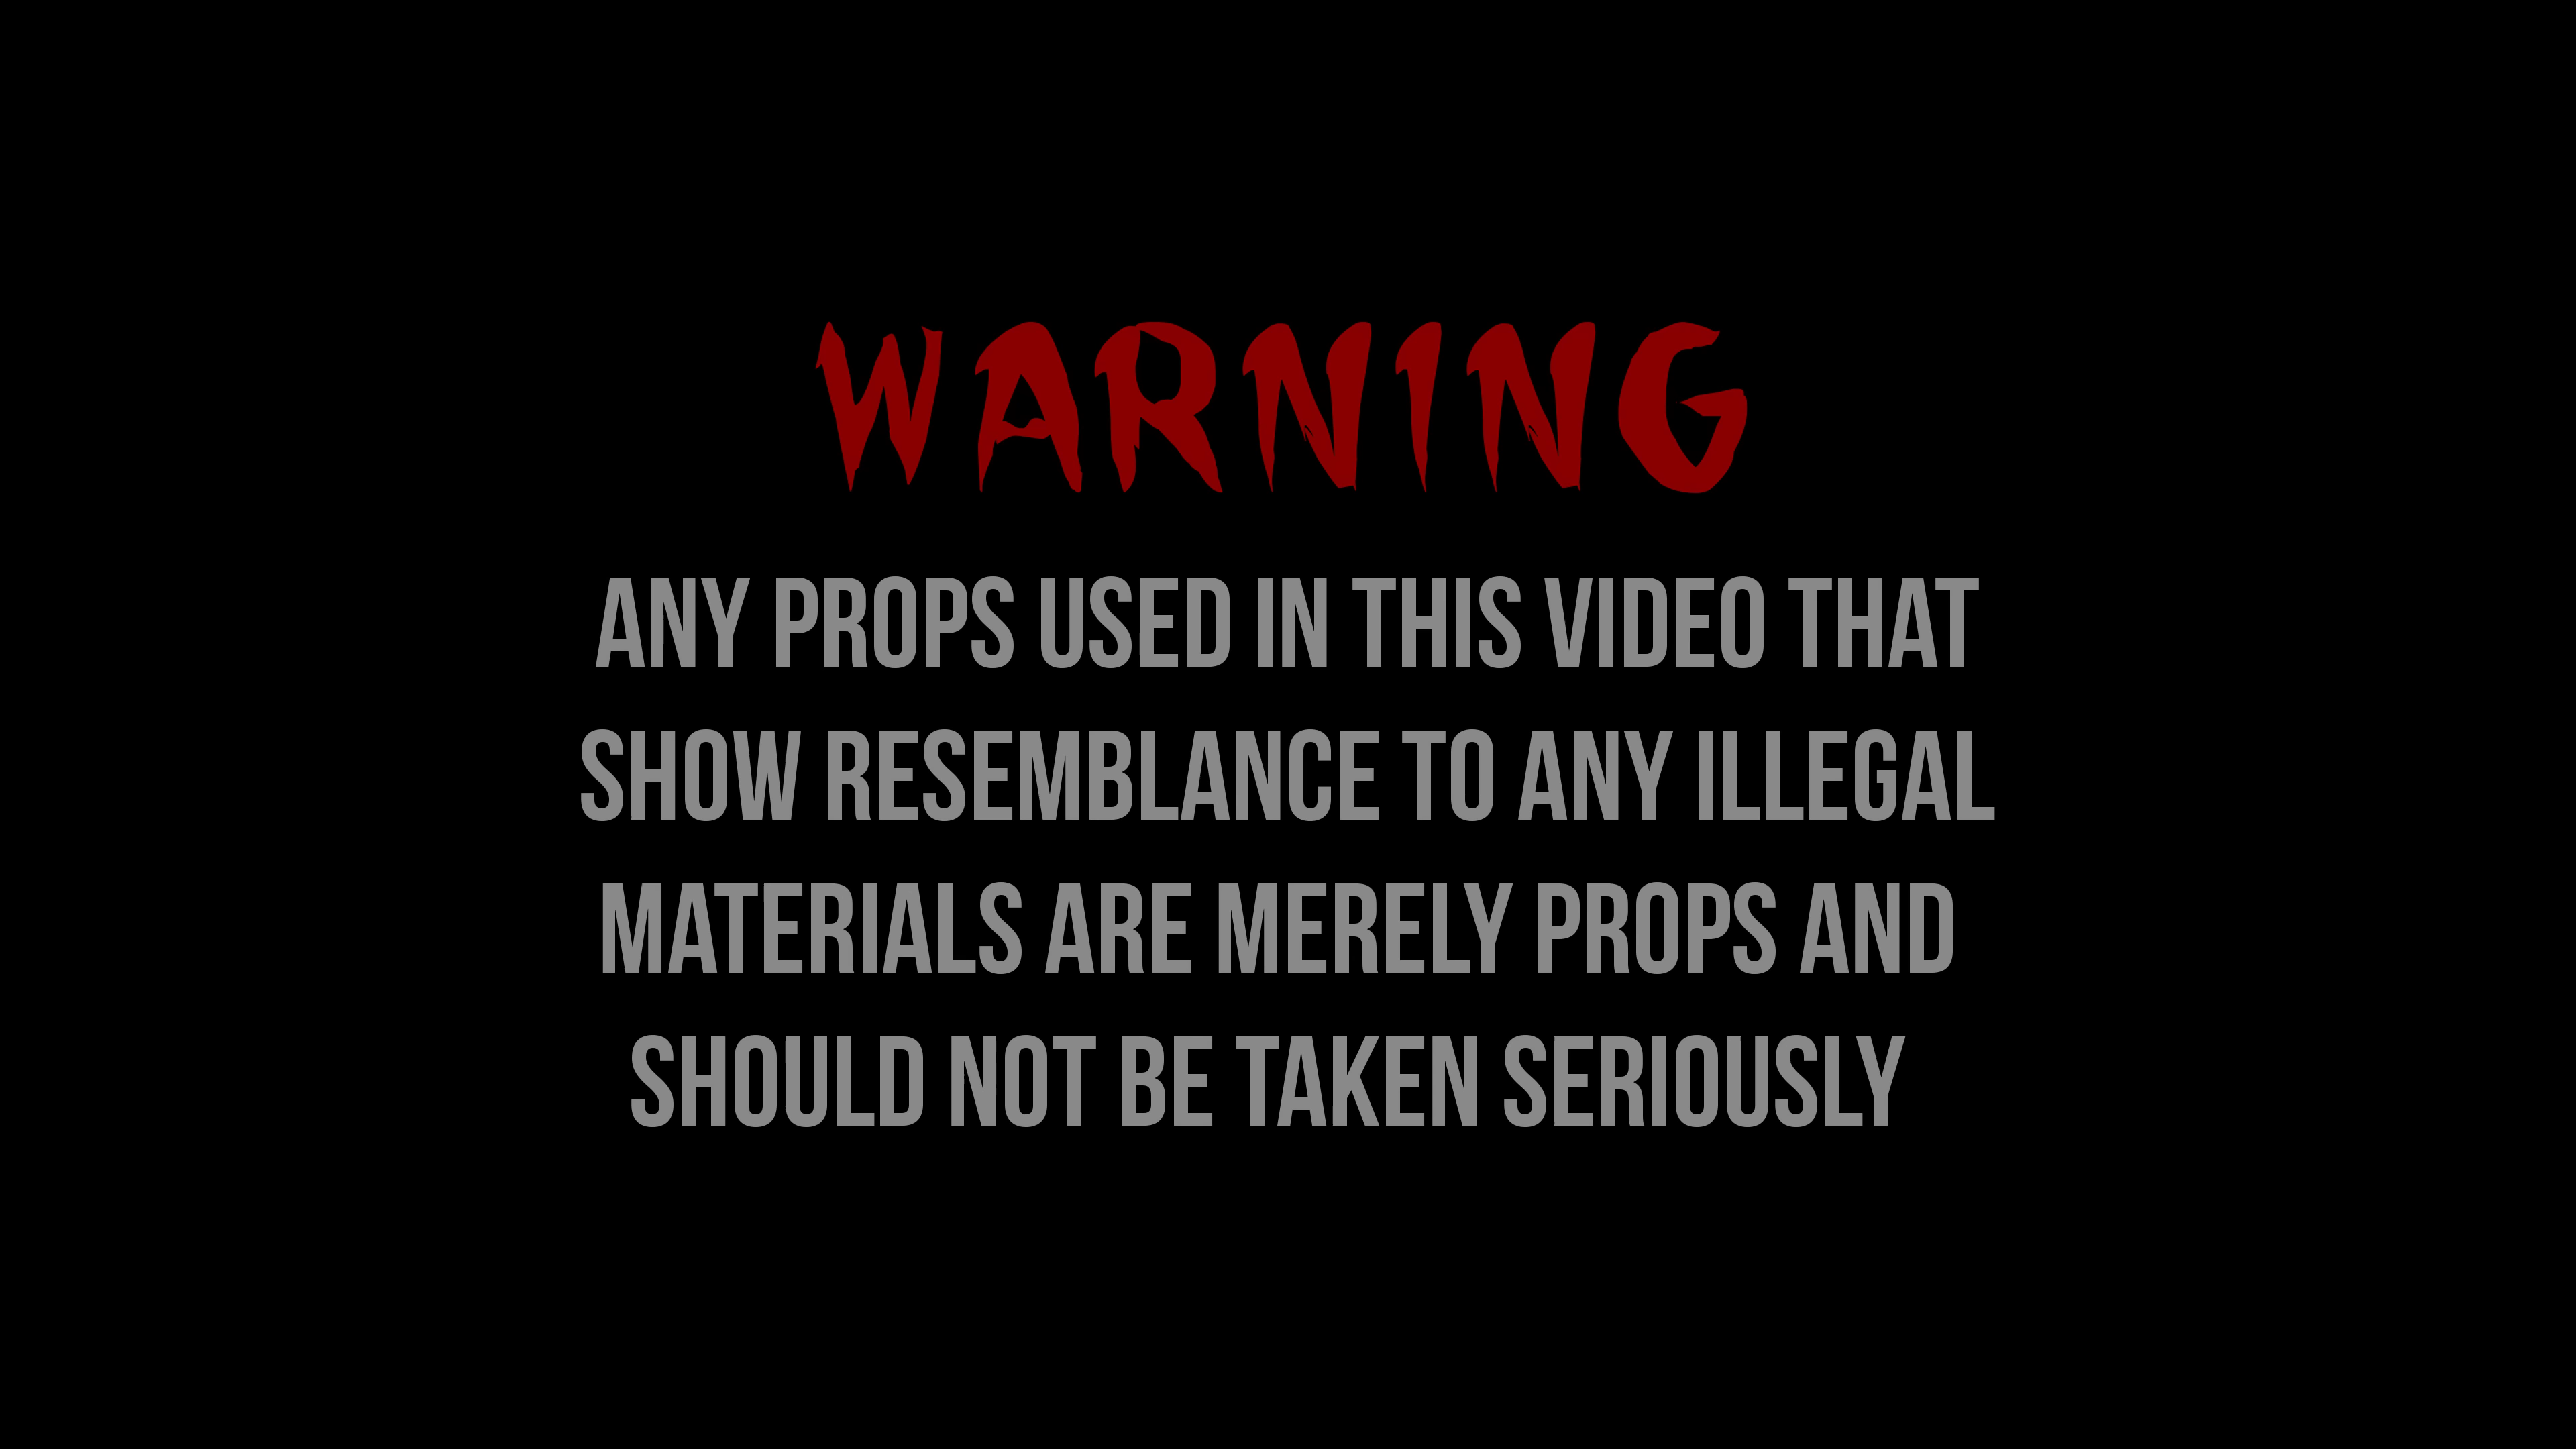 WARNING
ANY PROPS USED IN THIS VIDEO THAT
SHOW RESEMBLANCE TO ANY ILLEGAL
MATERIALS ARE MERELY PROPS AND
SHOULD NOT BE TAKEN SERIOUSLY